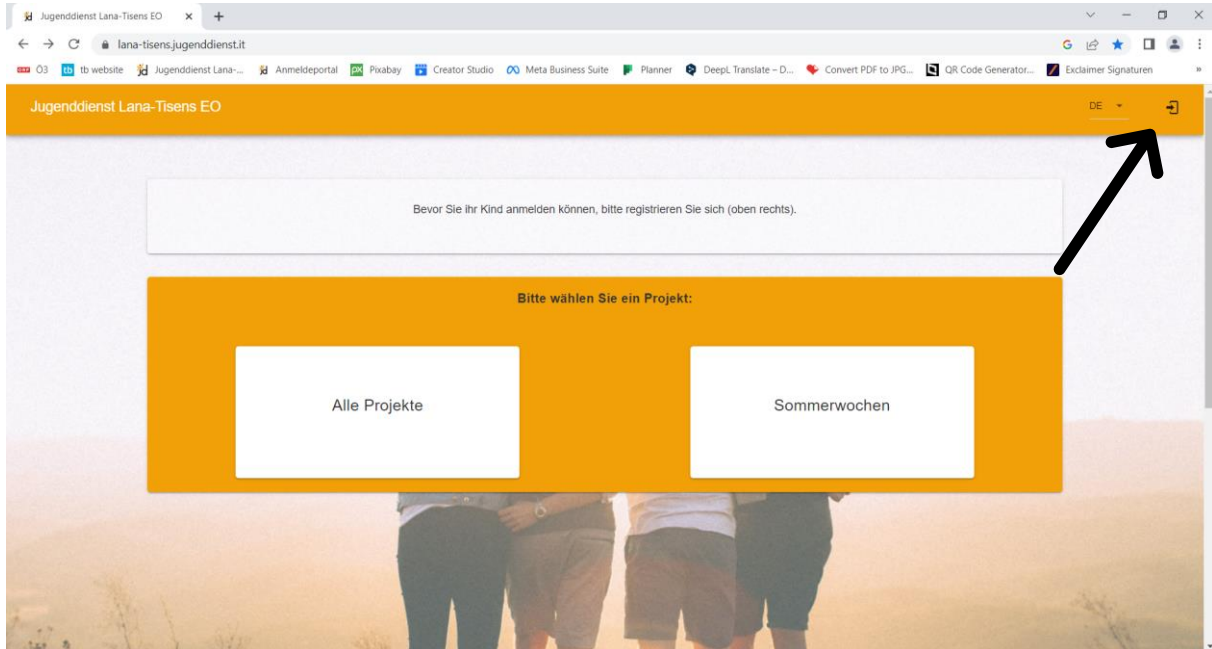 Jugenddienst Lana-Tisens EO
lana-tisens.jugenddienst.it
Ö3 tb website Jugenddienst Lana-... Anmeldeportal Pixabay Creator Studio Meta Business Suite Planner DeepL Translate – D... Convert PDF to JPG... QR Code Generator... Exclaimer Signaturen »
Jugenddienst Lana-Tisens EO DE
Bevor Sie ihr Kind anmelden können, bitte registrieren Sie sich (oben rechts).
Bitte wählen Sie ein Projekt:
Alle Projekte Sommerwochen